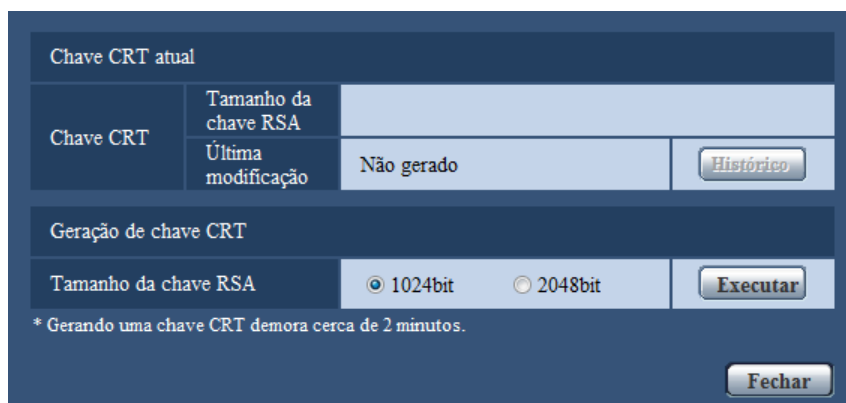 Chave CRT atual
Chave CRT
Tamanho da
chave RSA
Última
modificação
Não gerado
Histórico
Geração de chave CRT
Tamanho da chave RSA
1024bit
2048bit
Executar
* Gerando uma chave CRT demora cerca de 2 minutos.
Fechar